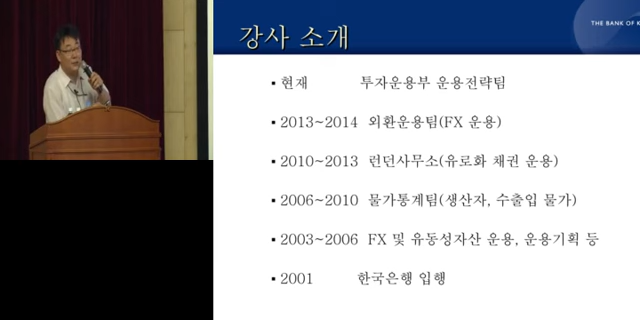 THE BANK OF K
강사 소개
▪ 현재 투자운용부 운용전략팀
▪ 2013~2014 외환운용팀(FX 운용)
▪ 2010~2013 런던사무소(유로화 채권 운용)
▪ 2006~2010 물가통계팀(생산자, 수출입 물가)
▪ 2003~2006 FX 및 유동성자산 운용, 운용기획 등
▪ 2001 한국은행 입행